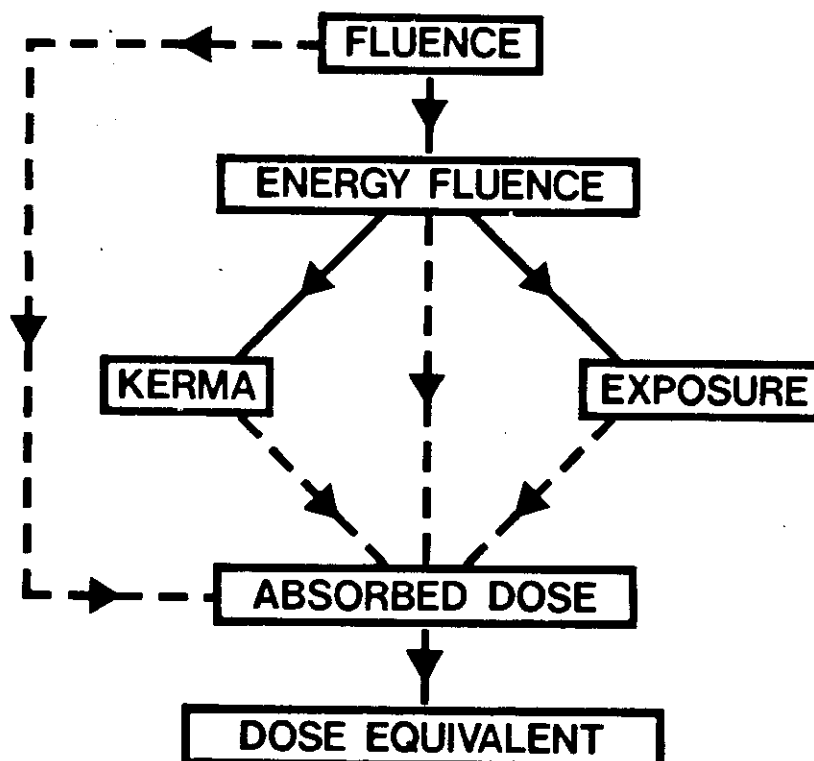 FLUENCE
ENERGY FLUENCE
KERMA
EXPOSURE
ABSORBED DOSE
DOSE EQUIVALENT